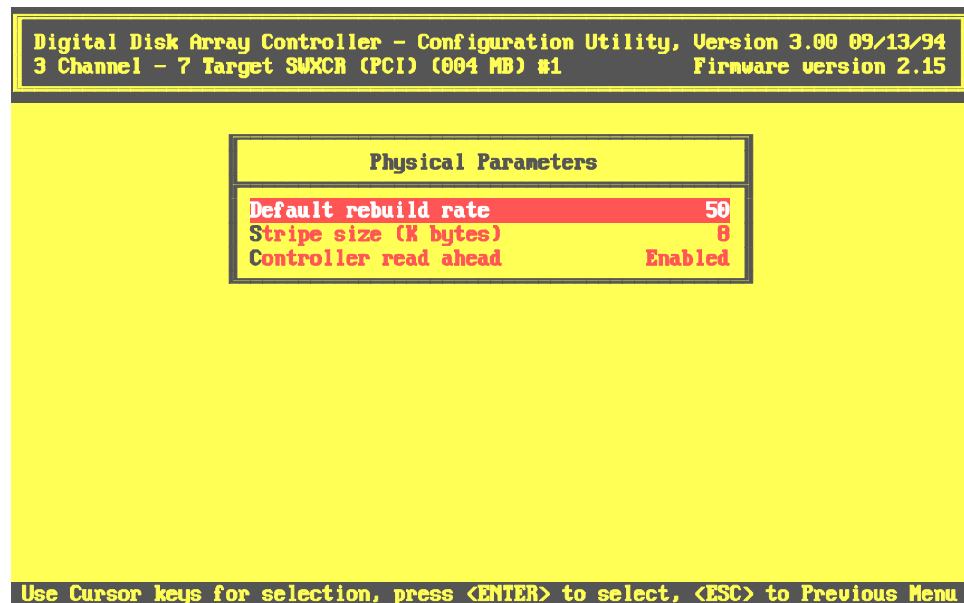 Digital Disk Array Controller – Configuration Utility, Version 3.00 09/13/94
3 Channel – 7 Target SWXCR (PCI) (004 MB) #1 Firmware version 2.15
Physical Parameters
Default rebuild rate 50
Stripe size (K bytes) 8
Controller read ahead Enabled
Use Cursor keys for selection, press <ENTER> to select, <ESC> to Previous Menu